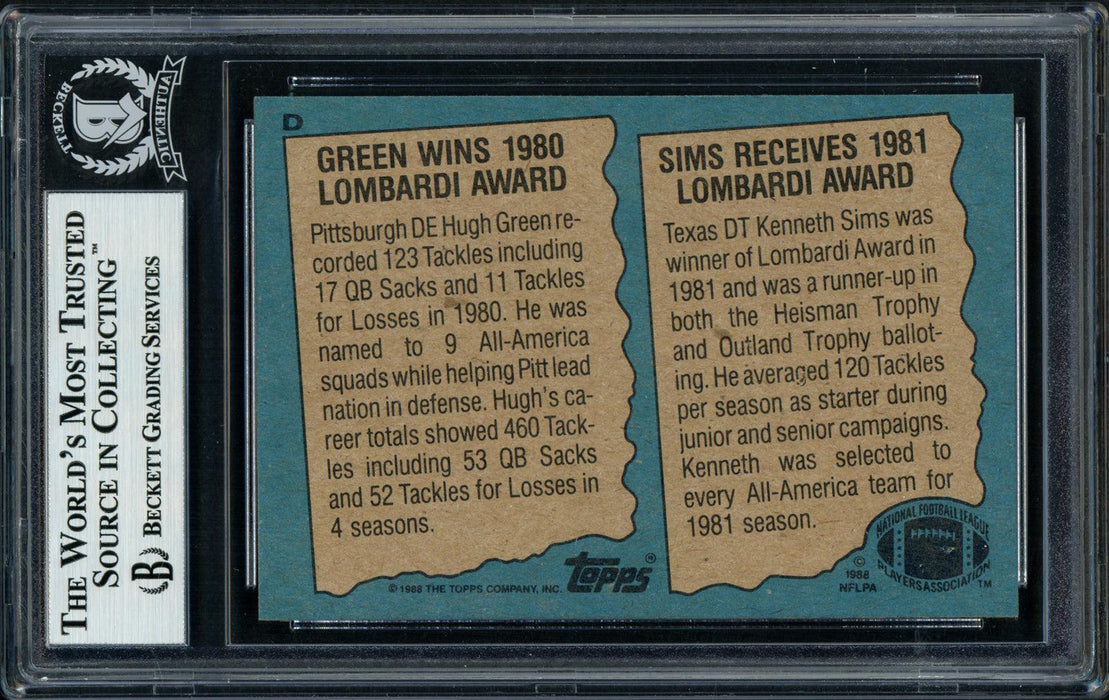 BECKETT
AUTHENTIC
B
THE WORLD'S MOST TRUSTED
SOURCE IN COLLECTING™
B BECKETT GRADING SERVICES
D
GREEN WINS 1980
LOMBARDI AWARD
Pittsburgh DE Hugh Green re-
corded 123 Tackles including
17 QB Sacks and 11 Tackles
for Losses in 1980. He was
named to 9 All-America
squads while helping Pitt lead
nation in defense. Hugh's ca-
reer totals showed 460 Tack-
les including 53 QB Sacks
and 52 Tackles for Losses in
4 seasons.
© 1988 THE TOPPS COMPANY, INC.
topps®
SIMS RECEIVES 1981
LOMBARDI AWARD
Texas DT Kenneth Sims was
winner of Lombardi Award in
1981 and was a runner-up in
both the Heisman Trophy
and Outland Trophy ballot-
ing. He averaged 120 Tackles
per season as starter during
junior and senior campaigns.
Kenneth was selected to
every All-America team for
1981 season.
©
1988
NFLPA
NATIONAL FOOTBALL LEAGUE
PLAYERS ASSOCIATION™